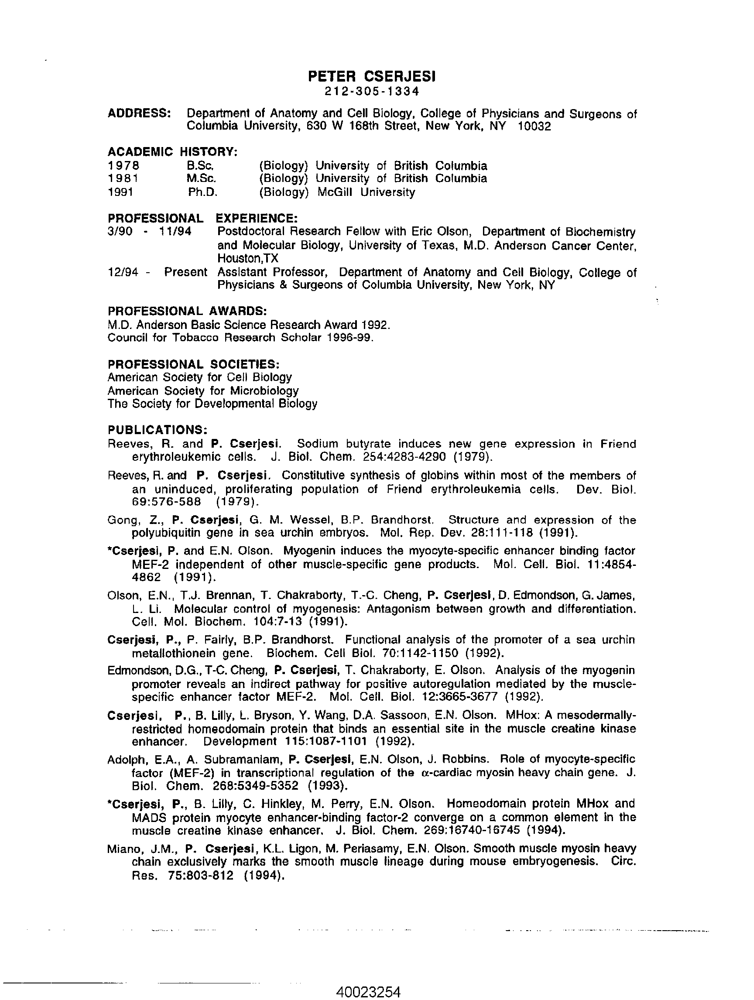 PETER CSERJESI
212-305-1334
ADDRESS: Department of Anatomy and Cell Biology, College of Physicians and Surgeons of
Columbia University, 630 W 168th Street, New York, NY 10032
ACADEMIC HISTORY:
1978 B.Sc. (Biology) University of British Columbia
1981 M.Sc. (Biology) University of British Columbia
1991 Ph.D. (Biology) McGill University
PROFESSIONAL EXPERIENCE:
3/90 - 11/94 Postdoctoral Research Fellow with Eric Olson, Department of Biochemistry
and Molecular Biology, University of Texas, M.D. Anderson Cancer Center,
Houston,TX
12/94 - Present Assistant Professor, Department of Anatomy and Cell Biology, College of
Physicians & Surgeons of Columbia University, New York, NY
PROFESSIONAL AWARDS:
M.D. Anderson Basic Science Research Award 1992.
Council for Tobacco Research Scholar 1996-99.
PROFESSIONAL SOCIETIES:
American Society for Cell Biology
American Society for Microbiology
The Society for Developmental Biology
PUBLICATIONS:
Reeves, R. and P. Cserjesi. Sodium butyrate induces new gene expression in Friend
erythroleukemic cells. J. Biol. Chem. 254:4283-4290 (1979).
Reeves, R. and P. Cserjesi. Constitutive synthesis of globins within most of the members of
an uninduced, proliferating population of Friend erythroleukemia cells. Dev. Biol.
69:576-588 (1979).
Gong, Z., P. Cserjesi, G. M. Wessel, B.P. Brandhorst. Structure and expression of the
polyubiquitin gene in sea urchin embryos. Mol. Rep. Dev. 28:111-118 (1991).
*Cserjesi, P. and E.N. Olson. Myogenin induces the myocyte-specific enhancer binding factor
MEF-2 independent of other muscle-specific gene products. Mol. Cell. Biol. 11:4854-
4862 (1991).
Olson, E.N., T.J. Brennan, T. Chakraborty, T.-C. Cheng, P. Cserjesi, D. Edmondson, G. James,
L. Li. Molecular control of myogenesis: Antagonism between growth and differentiation.
Cell. Mol. Biochem. 104:7-13 (1991).
Cserjesi, P., P. Fairly, B.P. Brandhorst. Functional analysis of the promoter of a sea urchin
metallothionein gene. Biochem. Cell Biol. 70:1142-1150 (1992).
Edmondson, D.G., T-C. Cheng, P. Cserjesi, T. Chakraborty, E. Olson. Analysis of the myogenin
promoter reveals an indirect pathway for positive autoregulation mediated by the muscle-
specific enhancer factor MEF-2. Mol. Cell. Biol. 12:3665-3677 (1992).
Cserjesi, P., B. Lilly, L. Bryson, Y. Wang, D.A. Sassoon, E.N. Olson. MHox: A mesodermally-
restricted homeodomain protein that binds an essential site in the muscle creatine kinase
enhancer. Development 115:1087-1101 (1992).
Adolph, E.A., A. Subramaniam, P. Cserjesi, E.N. Olson, J. Robbins. Role of myocyte-specific
factor (MEF-2) in transcriptional regulation of the α-cardiac myosin heavy chain gene. J.
Biol. Chem. 268:5349-5352 (1993).
*Cserjesi, P., B. Lilly, C. Hinkley, M. Perry, E.N. Olson. Homeodomain protein MHox and
MADS protein myocyte enhancer-binding factor-2 converge on a common element in the
muscle creatine kinase enhancer. J. Biol. Chem. 269:16740-16745 (1994).
Miano, J.M., P. Cserjesi, K.L. Ligon, M. Periasamy, E.N. Olson. Smooth muscle myosin heavy
chain exclusively marks the smooth muscle lineage during mouse embryogenesis. Circ.
Res. 75:803-812 (1994).
40023254